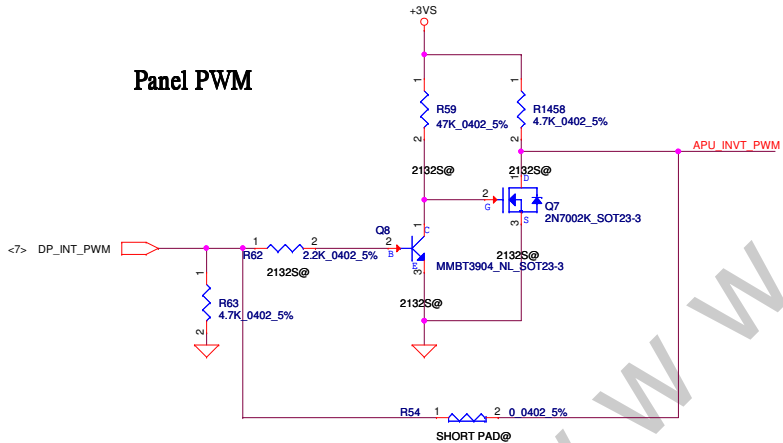 +3VS
Panel PWM
1
1
R59
R1458
47K_0402_5%
4.7K_0402_5%
2
2
APU_INVT_PWM
2132S@
2132S@
1
D
2
G
Q7
2N7002K_SOT23-3
S
3
Q8
1
C
<7> DP_INT_PWM
1
2
2
B
R62
2.2K_0402_5%
2132S@
E
3
MMBT3904_NL_SOT23-3
2132S@
2132S@
1
R63
4.7K_0402_5%
2
R54
1
2
0_0402_5%
SHORT PAD@
W W